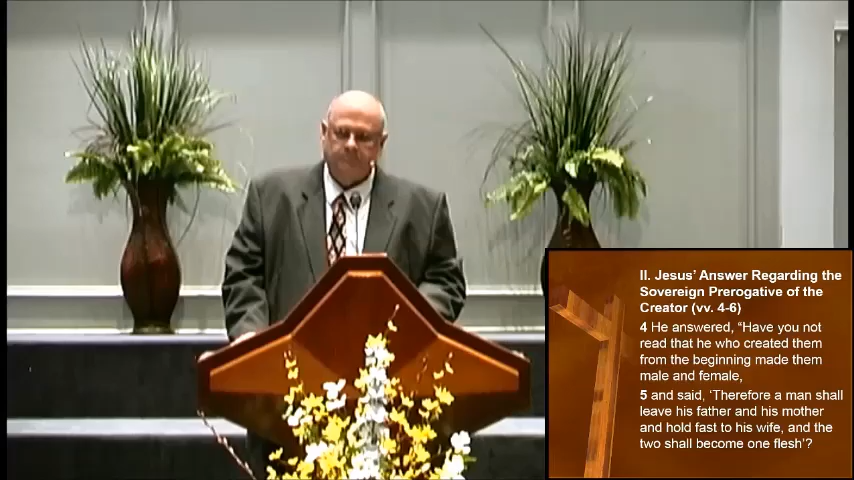 II. Jesus' Answer Regarding the
Sovereign Prerogative of the
Creator (vv. 4-6)
4 He answered, “Have you not
read that he who created them
from the beginning made them
male and female,
5 and said, ‘Therefore a man shall
leave his father and his mother
and hold fast to his wife, and the
two shall become one flesh’?